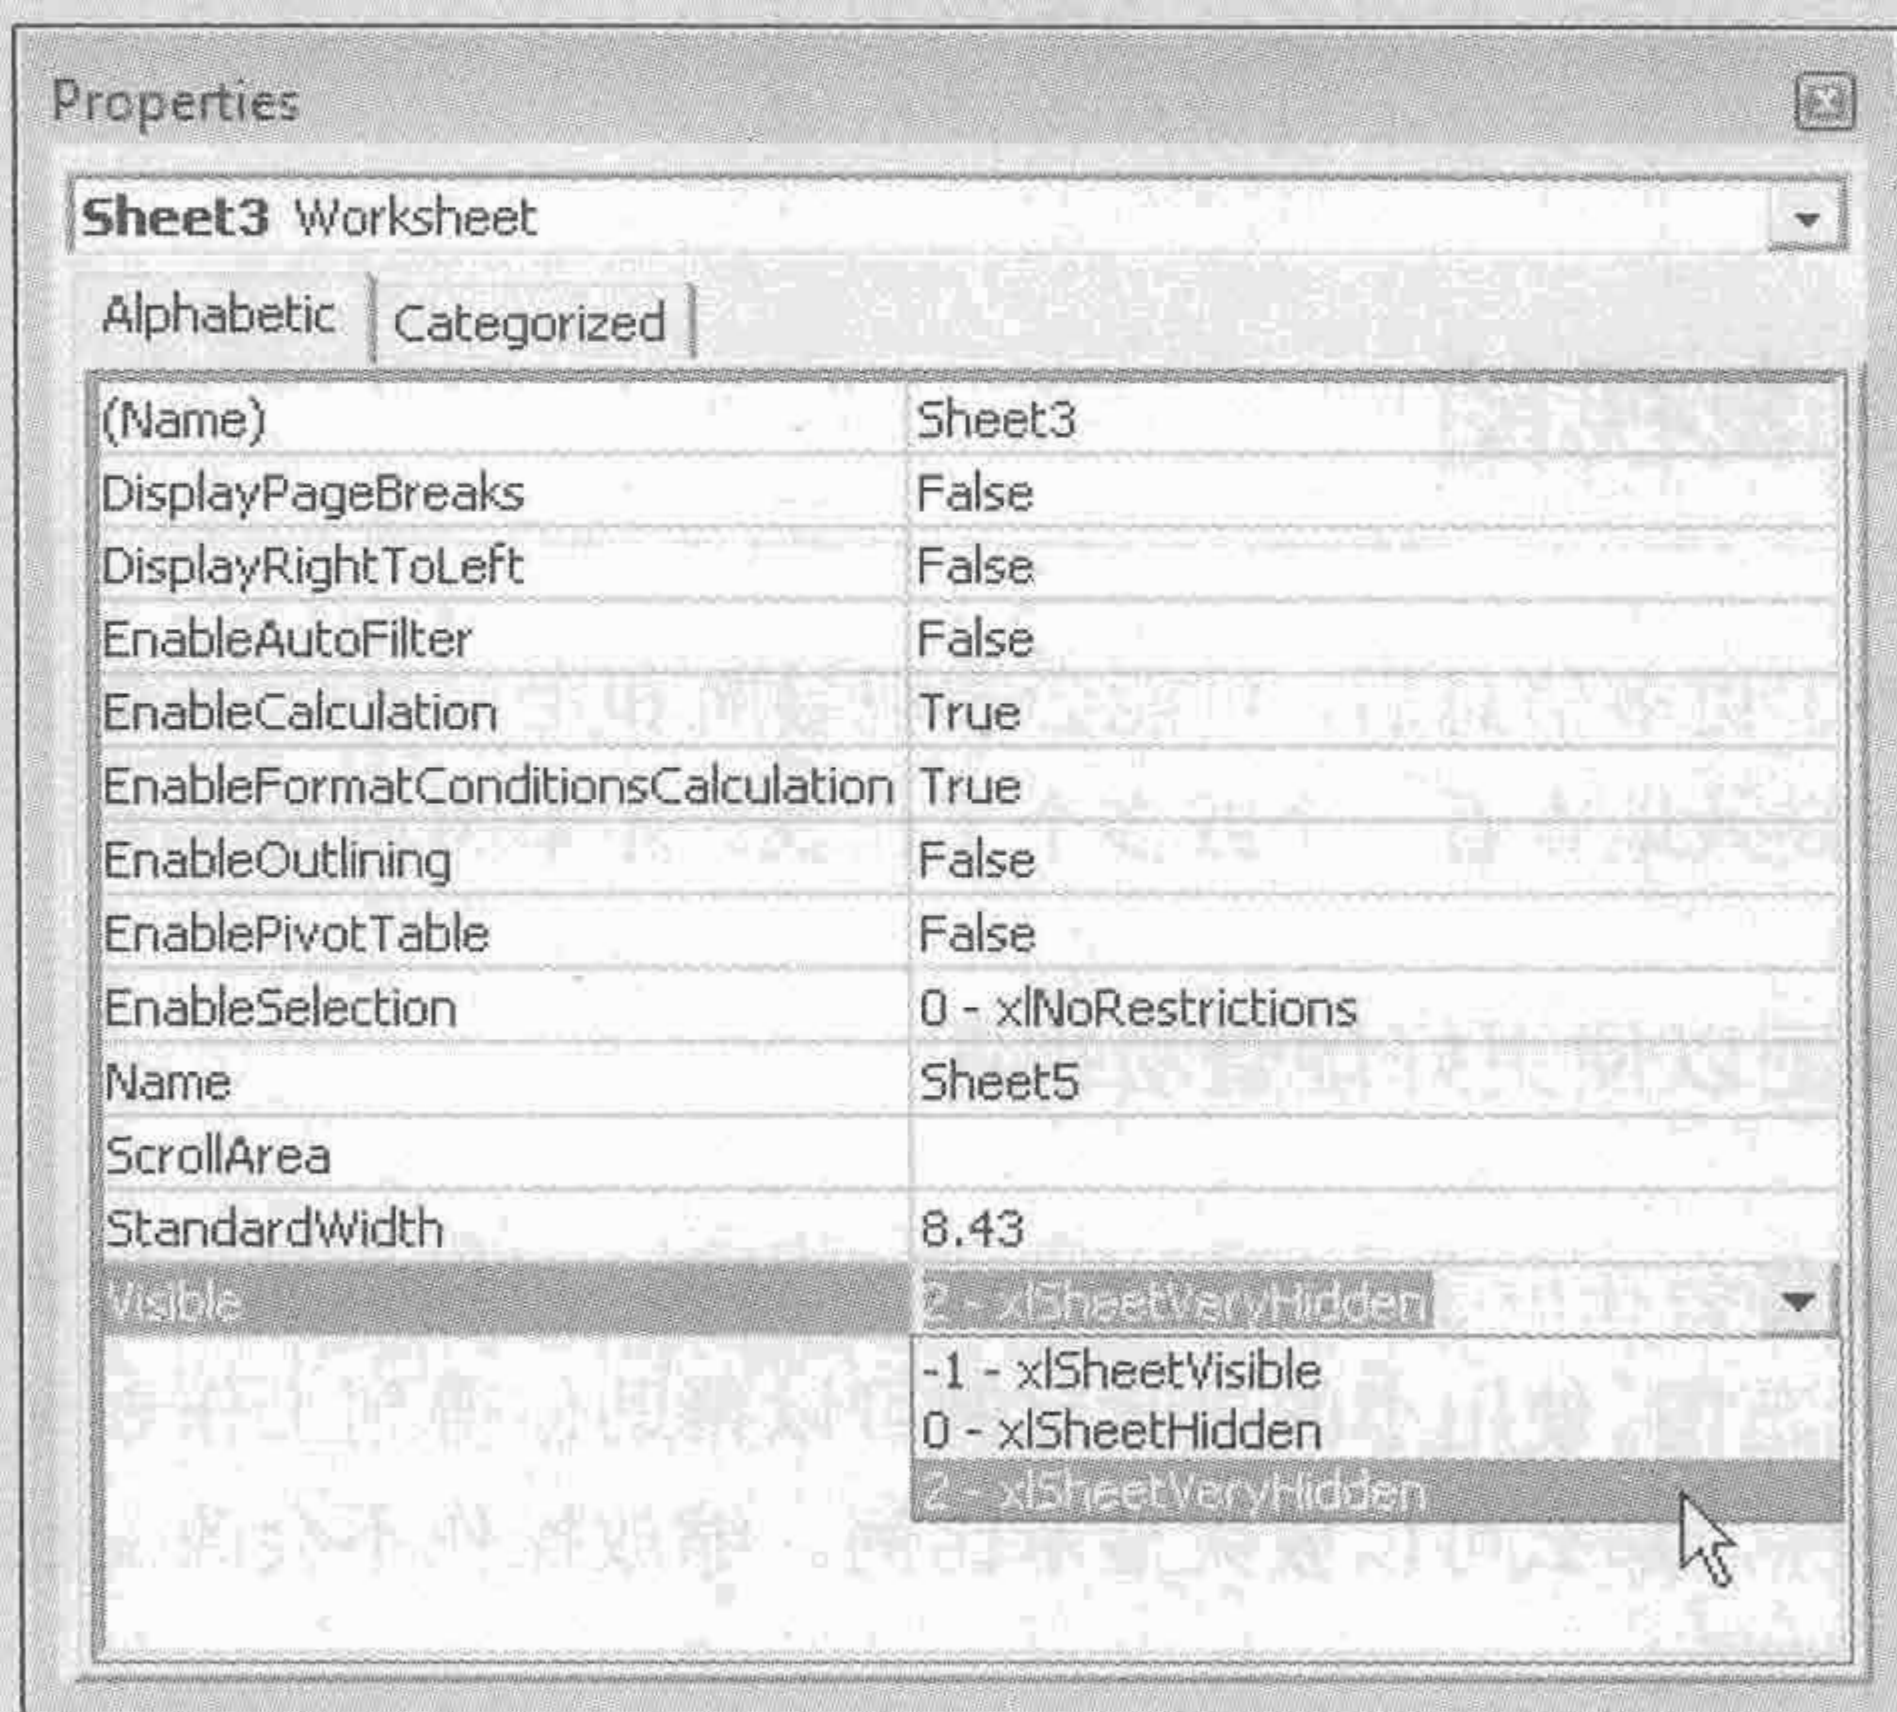 Properties
Sheet3 Worksheet
Alphabetic Categorized
(Name) Sheet3
DisplayPageBreaks False
DisplayRightToLeft False
EnableAutoFilter False
EnableCalculation True
EnableFormatConditionsCalculation True
EnableOutlining False
EnablePivotTable False
EnableSelection 0 - xlNoRestrictions
Name Sheet5
ScrollArea
StandardWidth 8.43
Visible 2 - xlSheetVeryHidden
-1 - xlSheetVisible
0 - xlSheetHidden
2 - xlSheetVeryHidden